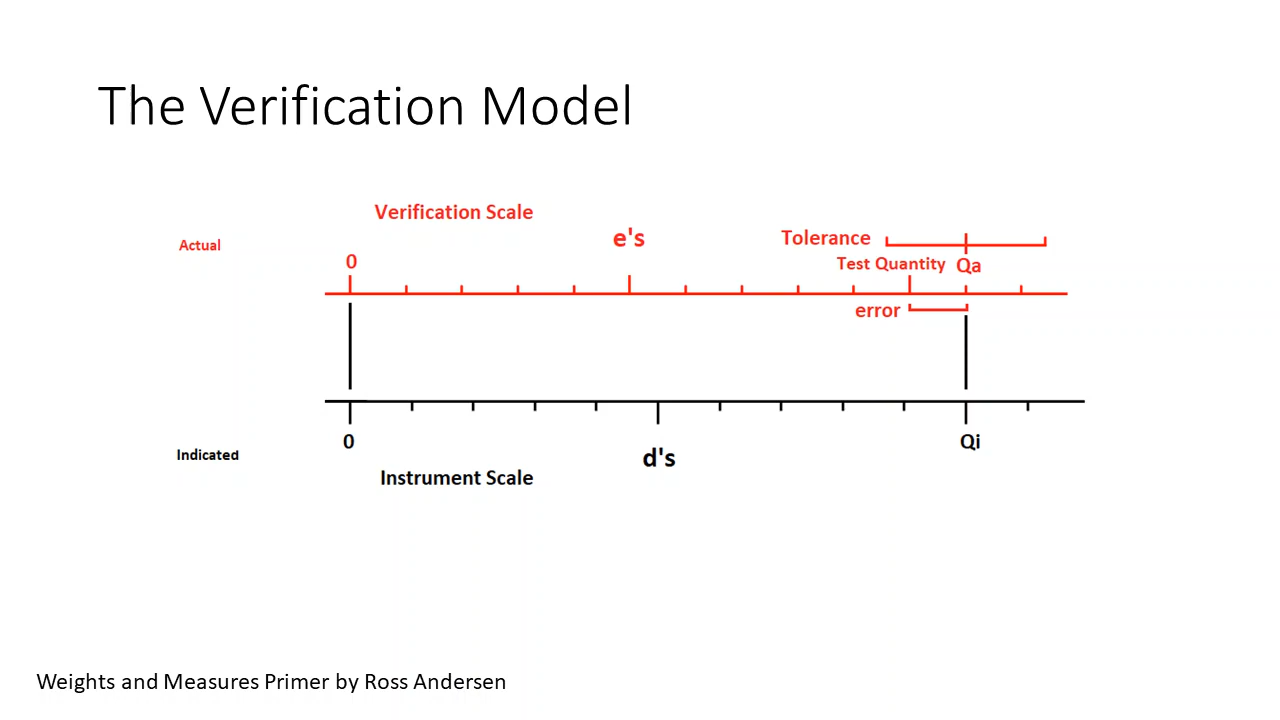 The Verification Model
Verification Scale
e's
Tolerance
Actual
0
Test Quantity Qa
error
0
Qi
Indicated
d's
Instrument Scale
Weights and Measures Primer by Ross Andersen